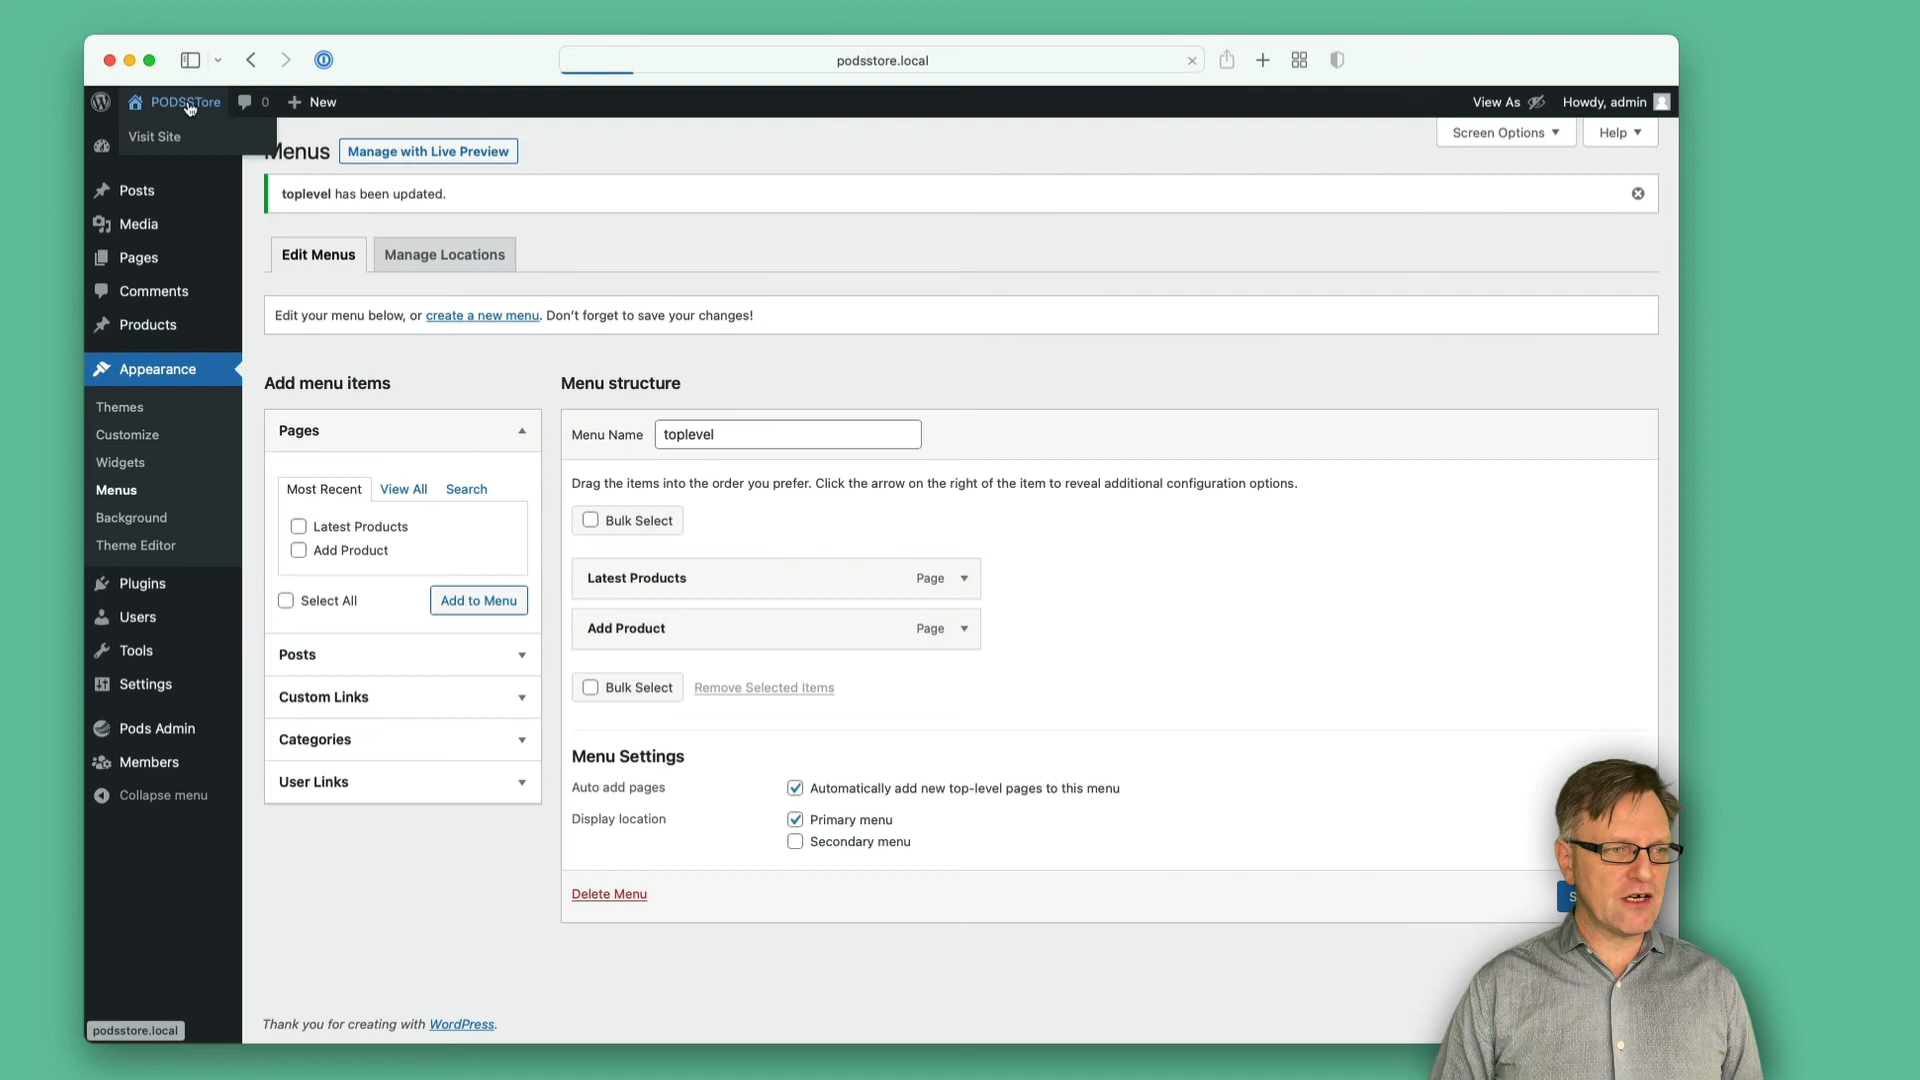 podsstore.local
PODSSTore
0
New
View As
Howdy, admin
Visit Site
Menus
Manage with Live Preview
Screen Options
Help
toplevel has been updated.
Posts
Media
Pages
Comments
Products
Appearance
Themes
Customize
Widgets
Menus
Background
Theme Editor
Plugins
Users
Tools
Settings
Pods Admin
Members
Collapse menu
Edit Menus
Manage Locations
Edit your menu below, or create a new menu. Don’t forget to save your changes!
Add menu items
Pages
Most Recent
View All
Search
Latest Products
Add Product
Select All
Add to Menu
Posts
Custom Links
Categories
User Links
Menu structure
Menu Name
toplevel
Drag the items into the order you prefer. Click the arrow on the right of the item to reveal additional configuration options.
Bulk Select
Latest Products
Page
Add Product
Page
Bulk Select
Remove Selected Items
Menu Settings
Auto add pages
Automatically add new top-level pages to this menu
Display location
Primary menu
Secondary menu
Delete Menu
Thank you for creating with WordPress.
podsstore.local